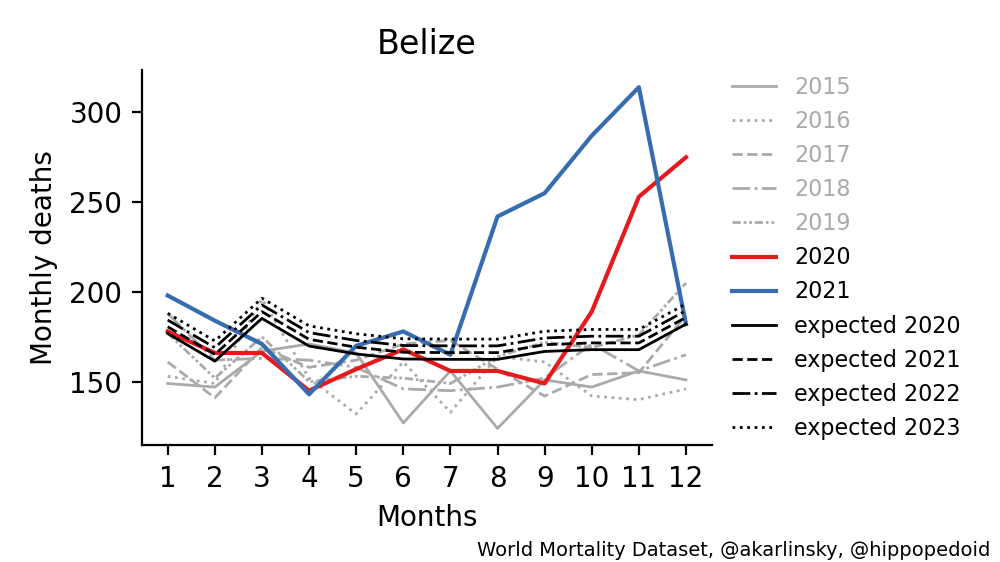 Belize
Monthly deaths
300
250
200
150
1 2 3 4 5 6 7 8 9 10 11 12
Months
2015
2016
2017
2018
2019
2020
2021
expected 2020
expected 2021
expected 2022
expected 2023
World Mortality Dataset, @akarlinsky, @hippopedoid